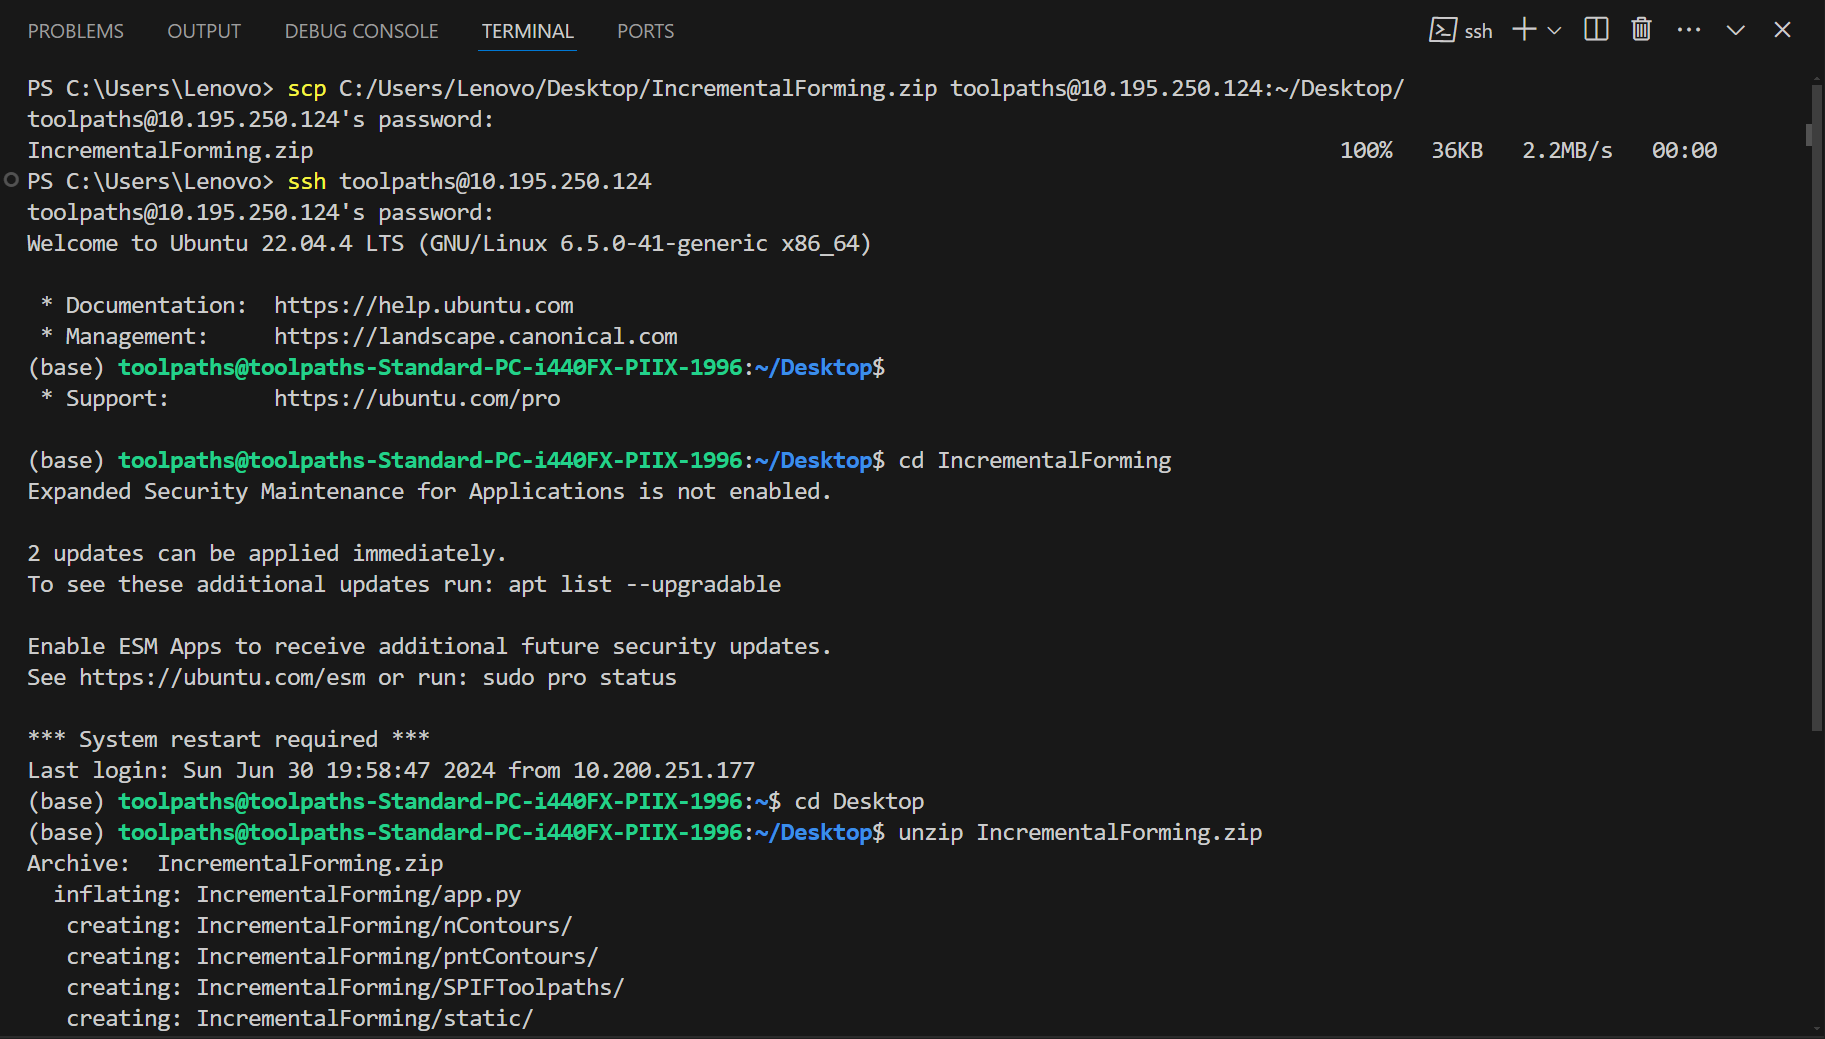 PROBLEMS OUTPUT DEBUG CONSOLE TERMINAL PORTS ssh
PS C:\Users\Lenovo> scp C:/Users/Lenovo/Desktop/IncrementalForming.zip toolpaths@10.195.250.124:~/Desktop/
toolpaths@10.195.250.124's password:
IncrementalForming.zip 100% 36KB 2.2MB/s 00:00
PS C:\Users\Lenovo> ssh toolpaths@10.195.250.124
toolpaths@10.195.250.124's password:
Welcome to Ubuntu 22.04.4 LTS (GNU/Linux 6.5.0-41-generic x86_64)
* Documentation: https://help.ubuntu.com
* Management: https://landscape.canonical.com
(base) toolpaths@toolpaths-Standard-PC-i440FX-PIIX-1996:~/Desktop$
* Support: https://ubuntu.com/pro
(base) toolpaths@toolpaths-Standard-PC-i440FX-PIIX-1996:~/Desktop$ cd IncrementalForming
Expanded Security Maintenance for Applications is not enabled.
2 updates can be applied immediately.
To see these additional updates run: apt list --upgradable
Enable ESM Apps to receive additional future security updates.
See https://ubuntu.com/esm or run: sudo pro status
*** System restart required ***
Last login: Sun Jun 30 19:58:47 2024 from 10.200.251.177
(base) toolpaths@toolpaths-Standard-PC-i440FX-PIIX-1996:~$ cd Desktop
(base) toolpaths@toolpaths-Standard-PC-i440FX-PIIX-1996:~/Desktop$ unzip IncrementalForming.zip
Archive: IncrementalForming.zip
inflating: IncrementalForming/app.py
creating: IncrementalForming/nContours/
creating: IncrementalForming/pntContours/
creating: IncrementalForming/SPIFToolpaths/
creating: IncrementalForming/static/